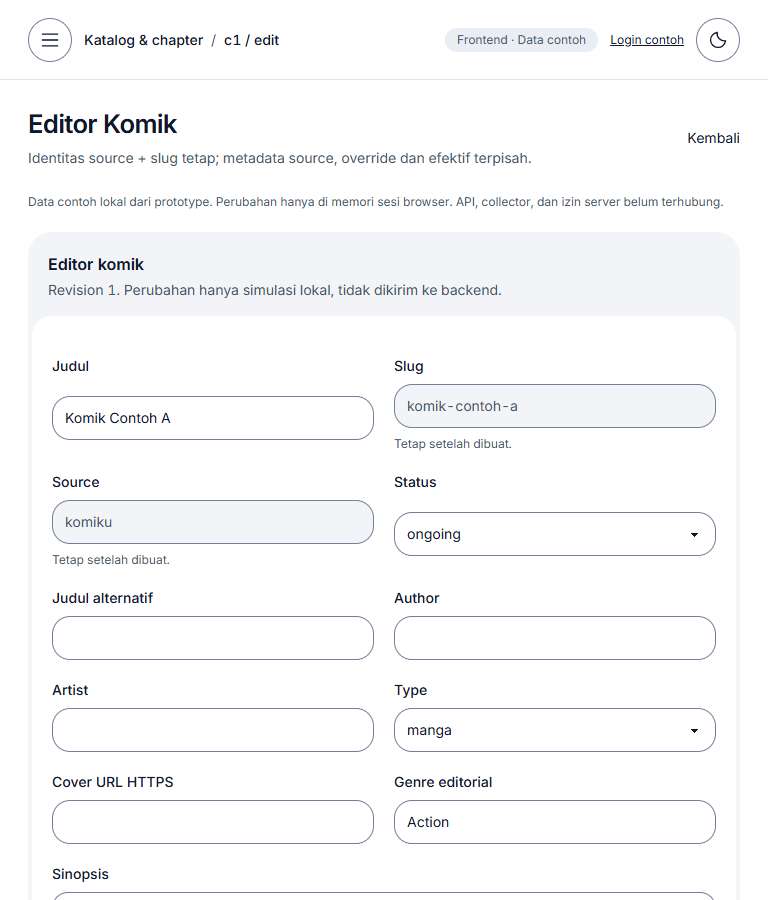 Katalog & chapter / c1 / edit
Frontend · Data contoh
Login contoh
Editor Komik
Kembali
Identitas source + slug tetap; metadata source, override dan efektif terpisah.
Data contoh lokal dari prototype. Perubahan hanya di memori sesi browser. API, collector, dan izin server belum terhubung.
Editor komik
Revision 1. Perubahan hanya simulasi lokal, tidak dikirim ke backend.
Judul
Komik Contoh A
Slug
komik-contoh-a
Tetap setelah dibuat.
Source
komiku
Tetap setelah dibuat.
Status
ongoing
Judul alternatif
Author
Artist
Type
manga
Cover URL HTTPS
Genre editorial
Action
Sinopsis